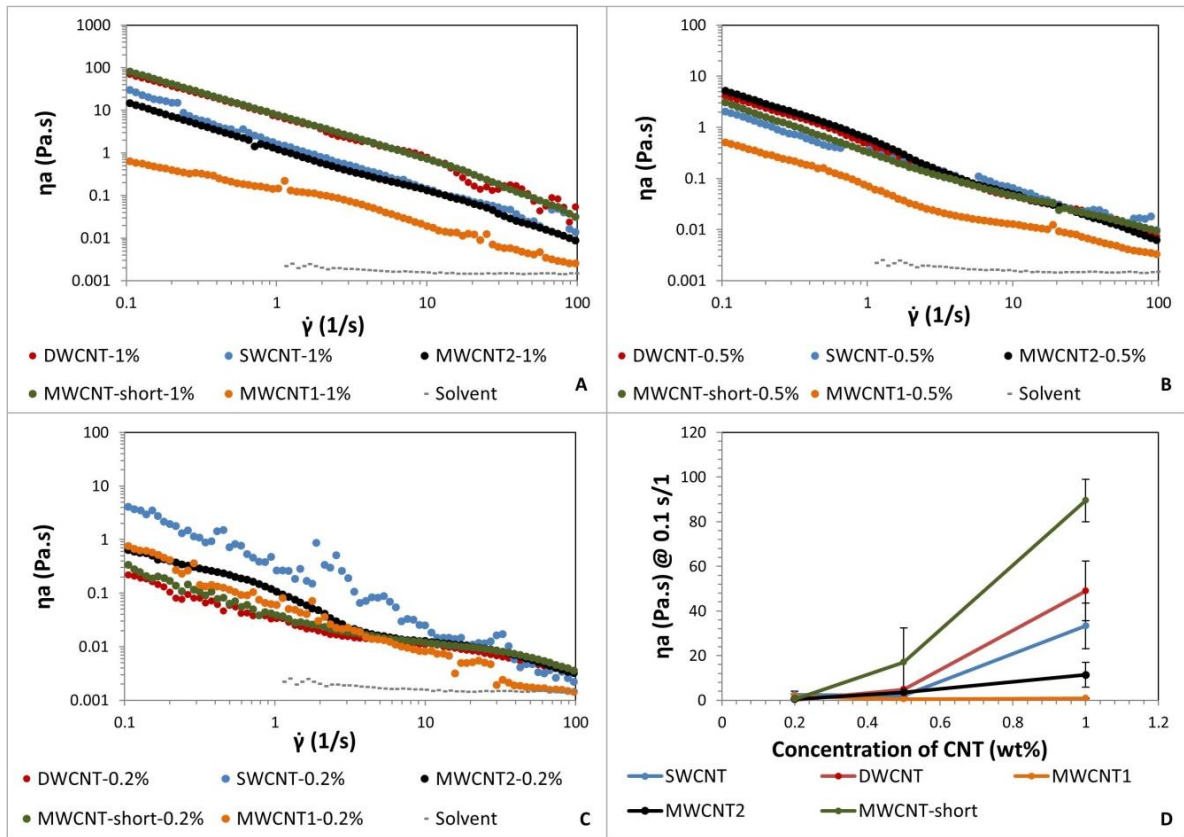 1000
100
10
1
0.1
0.01
0.001
ηa (Pa.s)
0.1 1 10 100
γ̇ (1/s)
DWCNT-1% SWCNT-1% MWCNT2-1%
MWCNT-short-1% MWCNT1-1% Solvent
A
100
10
1
0.1
0.01
0.001
ηa (Pa.s)
0.1 1 10 100
γ̇ (1/s)
DWCNT-0.5% SWCNT-0.5% MWCNT2-0.5%
MWCNT-short-0.5% MWCNT1-0.5% Solvent
B
100
10
1
0.1
0.01
0.001
ηa (Pa.s)
0.1 1 10 100
γ̇ (1/s)
DWCNT-0.2% SWCNT-0.2% MWCNT2-0.2%
MWCNT-short-0.2% MWCNT1-0.2% Solvent
C
120
100
80
60
40
20
0
ηa (Pa.s) @ 0.1 s/1
0 0.2 0.4 0.6 0.8 1 1.2
Concentration of CNT (wt%)
SWCNT DWCNT MWCNT1
MWCNT2 MWCNT-short
D